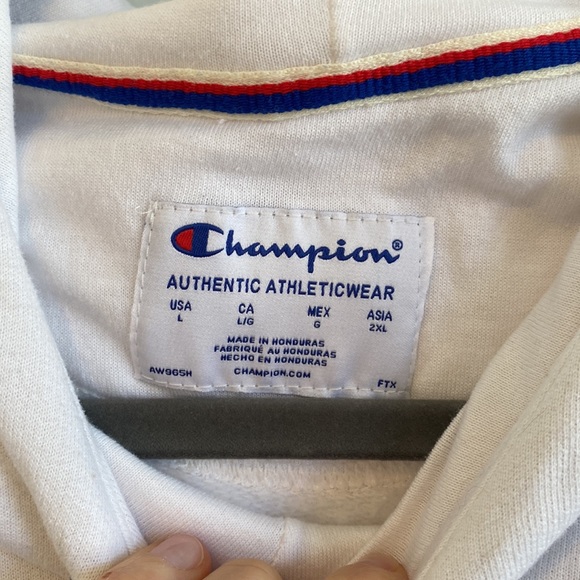 Champion®
AUTHENTIC ATHLETICWEAR
USA CA MEX ASIA
L L/G G 2XL
MADE IN HONDURAS
FABRIQUÉ AU HONDURAS
HECHO EN HONDURAS
AW965H CHAMPION.COM FTX